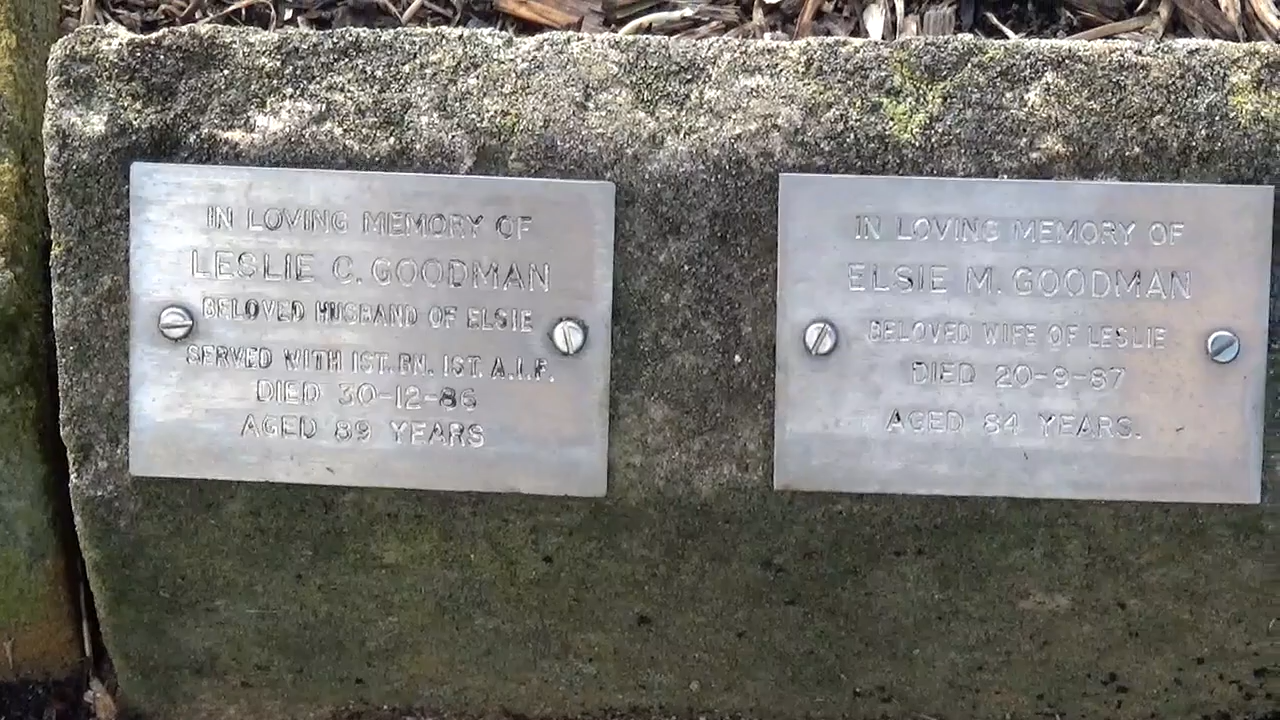 IN LOVING MEMORY OF
LESLIE C. GOODMAN
BELOVED HUSBAND OF ELSIE
SERVED WITH 1ST. BN. 1ST. A.I.F.
DIED 30-12-86
AGED 89 YEARS
IN LOVING MEMORY OF
ELSIE M. GOODMAN
BELOVED WIFE OF LESLIE
DIED 20-9-87
AGED 84 YEARS.